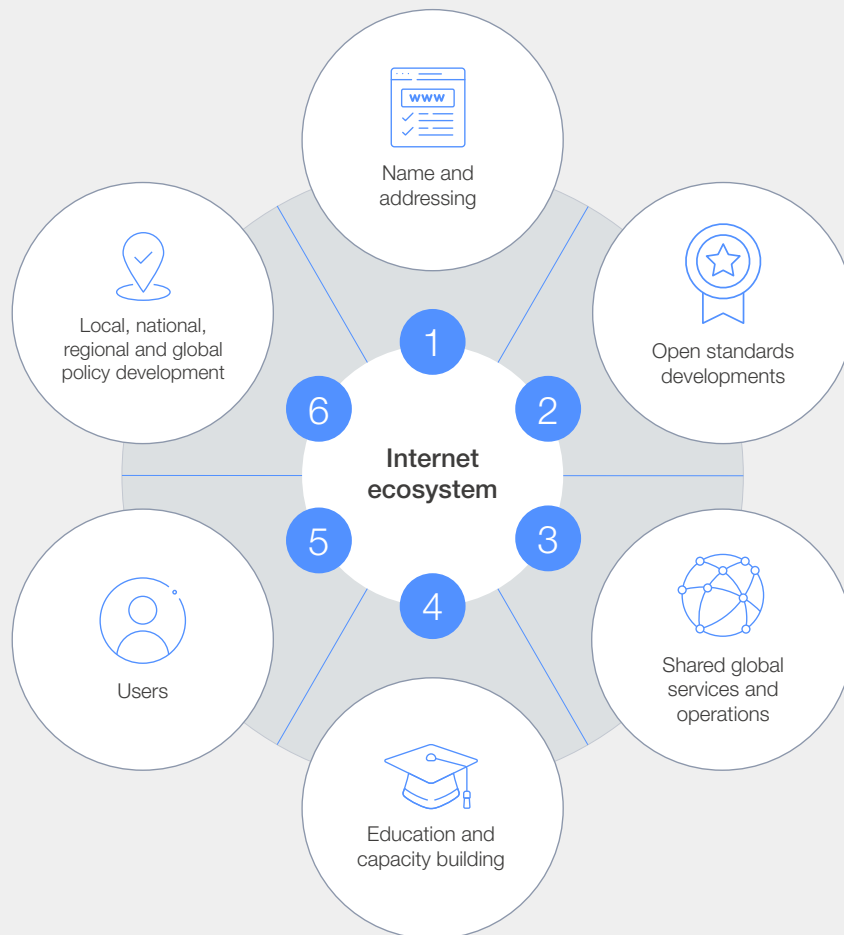 www
Name and
addressing
1
Open standards
developments
2
Shared global
services and
operations
3
Education and
capacity building
4
Users
5
Local, national,
regional and global
policy development
6
Internet
ecosystem